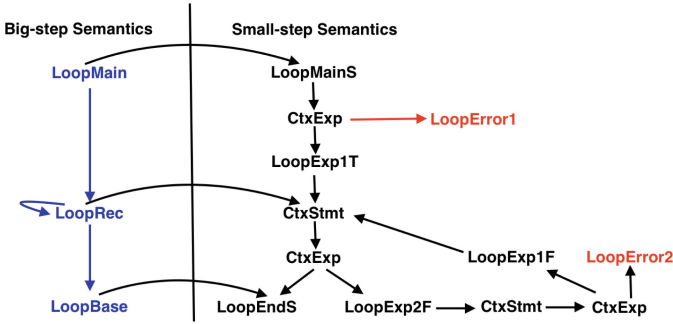 Big-step Semantics
Small-step Semantics
LoopMain
LoopMainS
CtxExp
LoopError1
LoopExp1T
LoopRec
CtxStmt
CtxExp
LoopExp1F
LoopError2
LoopBase
LoopEndS
LoopExp2F
CtxStmt
CtxExp